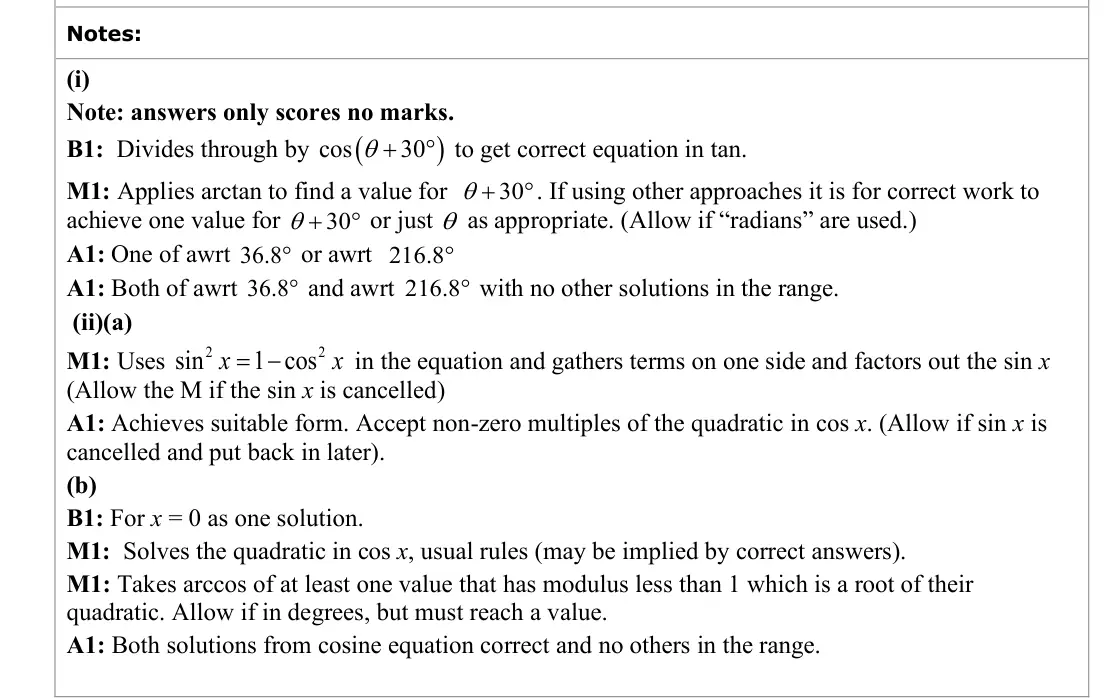 Notes:
(i)
Note: answers only scores no marks.
B1: Divides through by cos(θ+30°) to get correct equation in tan.
M1: Applies arctan to find a value for θ+30°. If using other approaches it is for correct work to
achieve one value for θ+30° or just θ as appropriate. (Allow if “radians” are used.)
A1: One of awrt 36.8° or awrt 216.8°
A1: Both of awrt 36.8° and awrt 216.8° with no other solutions in the range.
(ii)(a)
M1: Uses sin² x = 1 − cos² x in the equation and gathers terms on one side and factors out the sin x
(Allow the M if the sin x is cancelled)
A1: Achieves suitable form. Accept non-zero multiples of the quadratic in cos x. (Allow if sin x is
cancelled and put back in later).
(b)
B1: For x = 0 as one solution.
M1: Solves the quadratic in cos x, usual rules (may be implied by correct answers).
M1: Takes arccos of at least one value that has modulus less than 1 which is a root of their
quadratic. Allow if in degrees, but must reach a value.
A1: Both solutions from cosine equation correct and no others in the range.